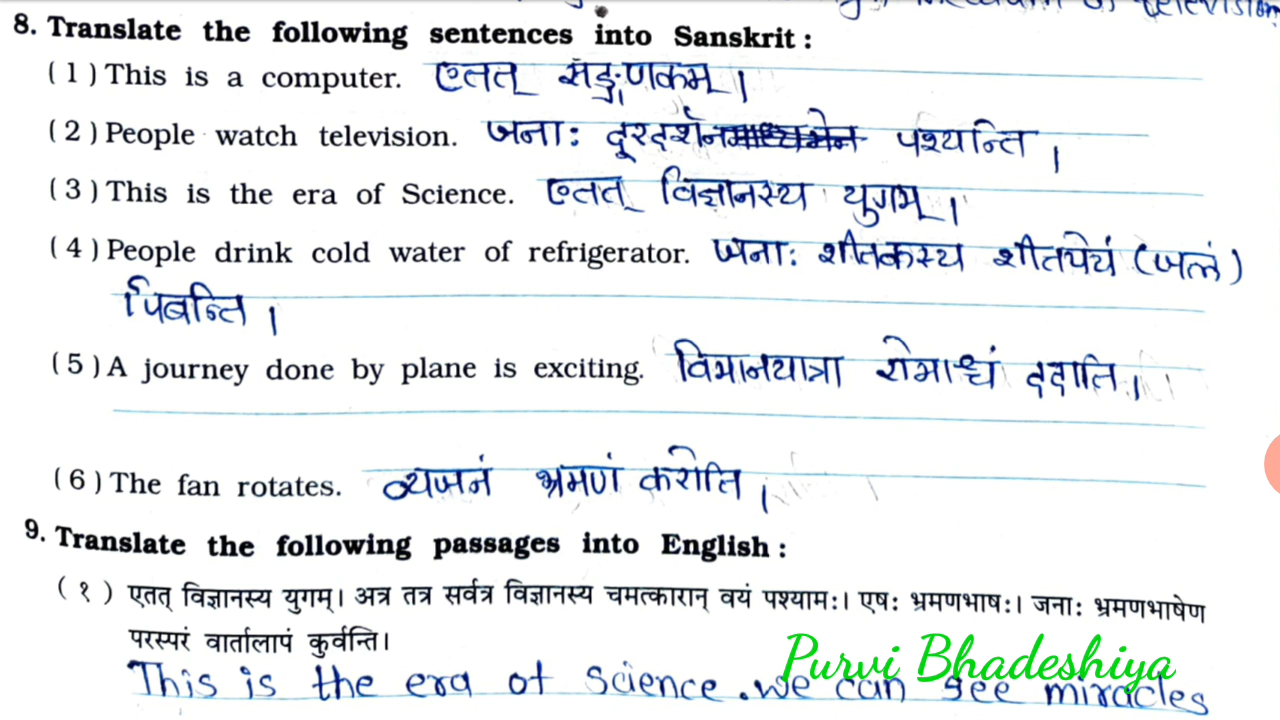 television
8. Translate the following sentences into Sanskrit :
(1) This is a computer. एतत् सङ्गणकम् ।
(2) People watch television. जनाः दूरदर्शनमाध्यमेन पश्यन्ति ।
(3) This is the era of Science. एतत् विज्ञानस्य युगम् ।
(4) People drink cold water of refrigerator. जनाः शीतकस्य शीतपेयं (जलं)
पिबन्ति ।
(5) A journey done by plane is exciting. विमानयात्रा रोमाञ्चं ददाति ।
(6) The fan rotates. व्यजनं भ्रमणं करोति ।
9. Translate the following passages into English :
(१) एतत् विज्ञानस्य युगम्। अत्र तत्र सर्वत्र विज्ञानस्य चमत्कारान् वयं पश्यामः। एषः भ्रमणभाषः। जनाः भ्रमणभाषेण
परस्परं वार्तालापं कुर्वन्ति।
Purvi Bhadeshiya
This is the era of Science. we can see miracles